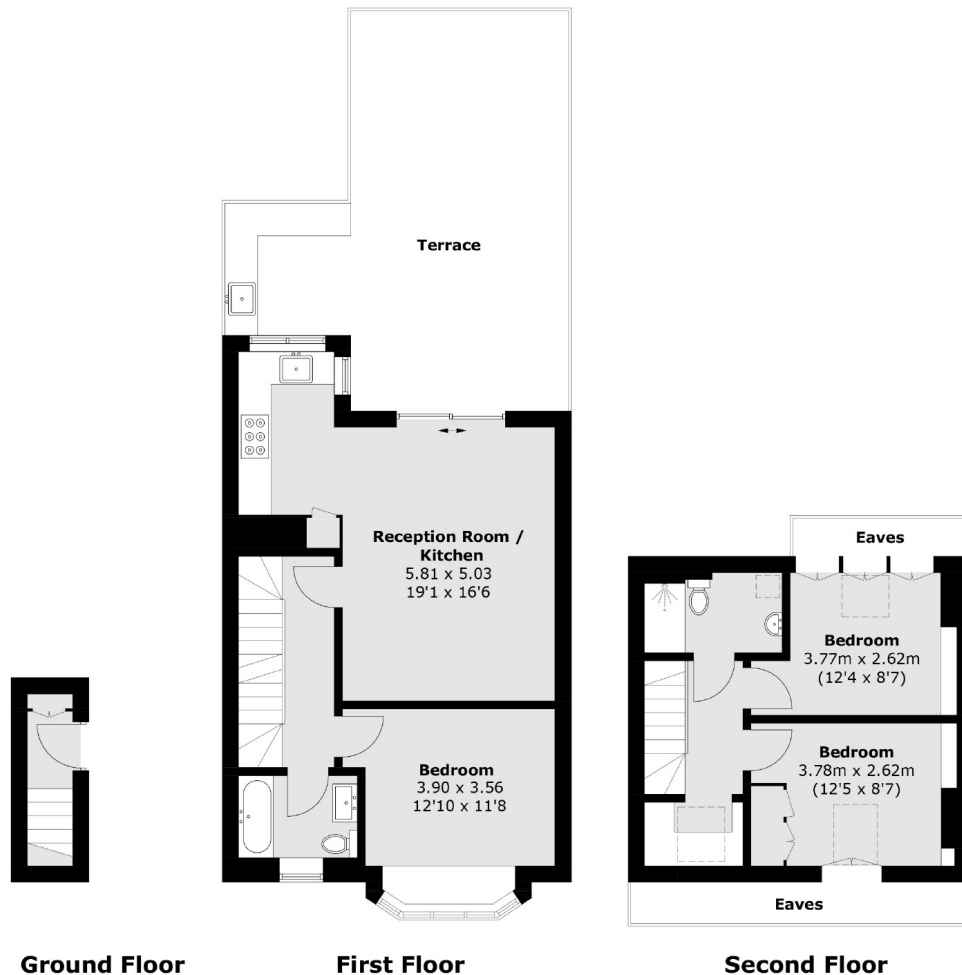 Terrace
Reception Room /
Kitchen
5.81 x 5.03
19'1 x 16'6
Bedroom
3.90 x 3.56
12'10 x 11'8
Eaves
Bedroom
3.77m x 2.62m
(12'4 x 8'7)
Bedroom
3.78m x 2.62m
(12'5 x 8'7)
Eaves
Ground Floor
First Floor
Second Floor